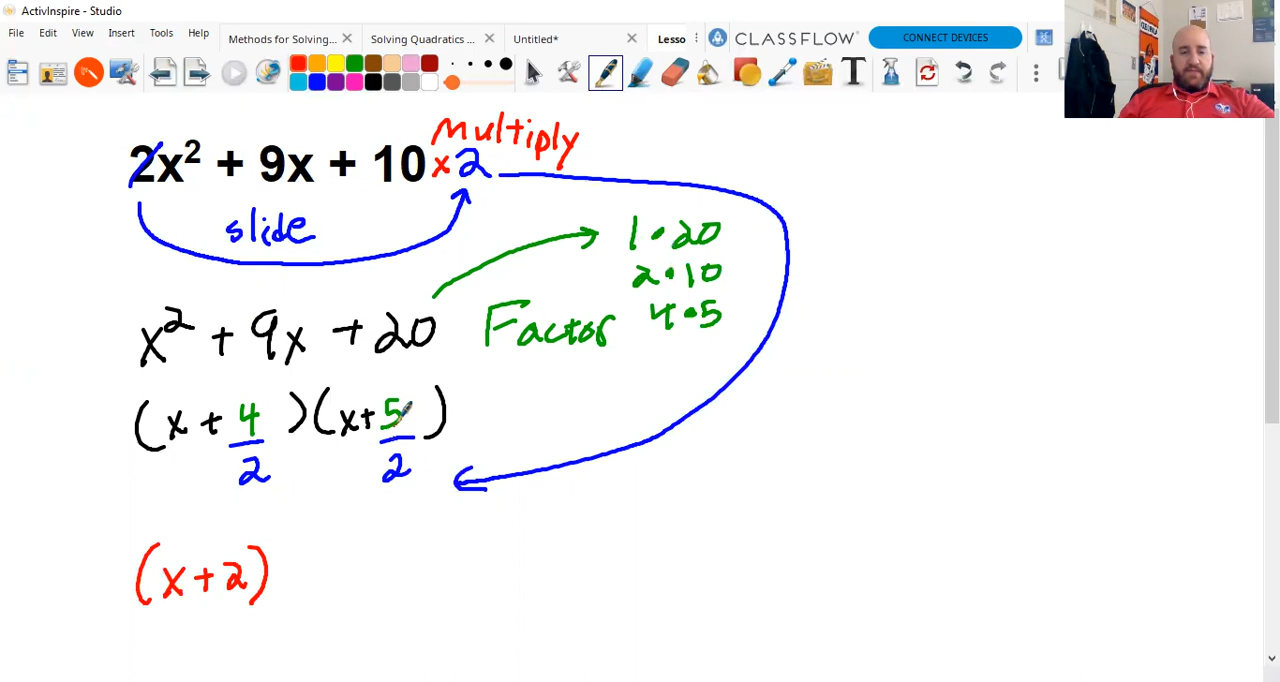 ActivInspire - Studio
File Edit View Insert Tools Help
Methods for Solving... Solving Quadratics ... Untitled* Lesso CLASSFLOW CONNECT DEVICES
Multiply
2x² + 9x + 10 x 2
slide
1 • 20
2 • 10
4 • 5
x² + 9x + 20 Factor
(x + 4/2)(x + 5/2)
(x + 2)